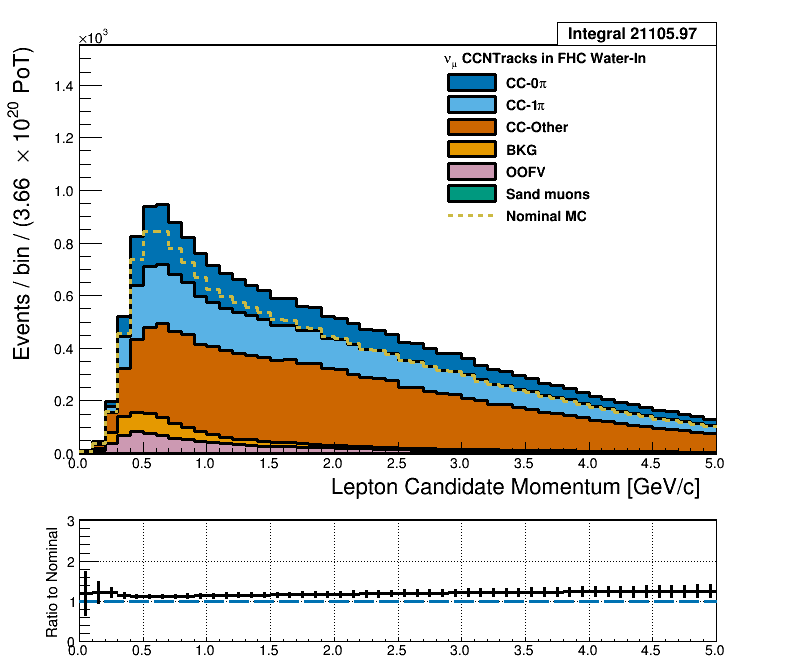 Integral 21105.97
×10³
ν_μ CCNTracks in FHC Water-In
CC-0π
CC-1π
CC-Other
BKG
OOFV
Sand muons
Nominal MC
Events / bin / (3.66 × 10²⁰ PoT)
1.4
1.2
1.0
0.8
0.6
0.4
0.2
0.0
0.0 0.5 1.0 1.5 2.0 2.5 3.0 3.5 4.0 4.5 5.0
Lepton Candidate Momentum [GeV/c]
Ratio to Nominal
3
2
1
0
0.0 0.5 1.0 1.5 2.0 2.5 3.0 3.5 4.0 4.5 5.0